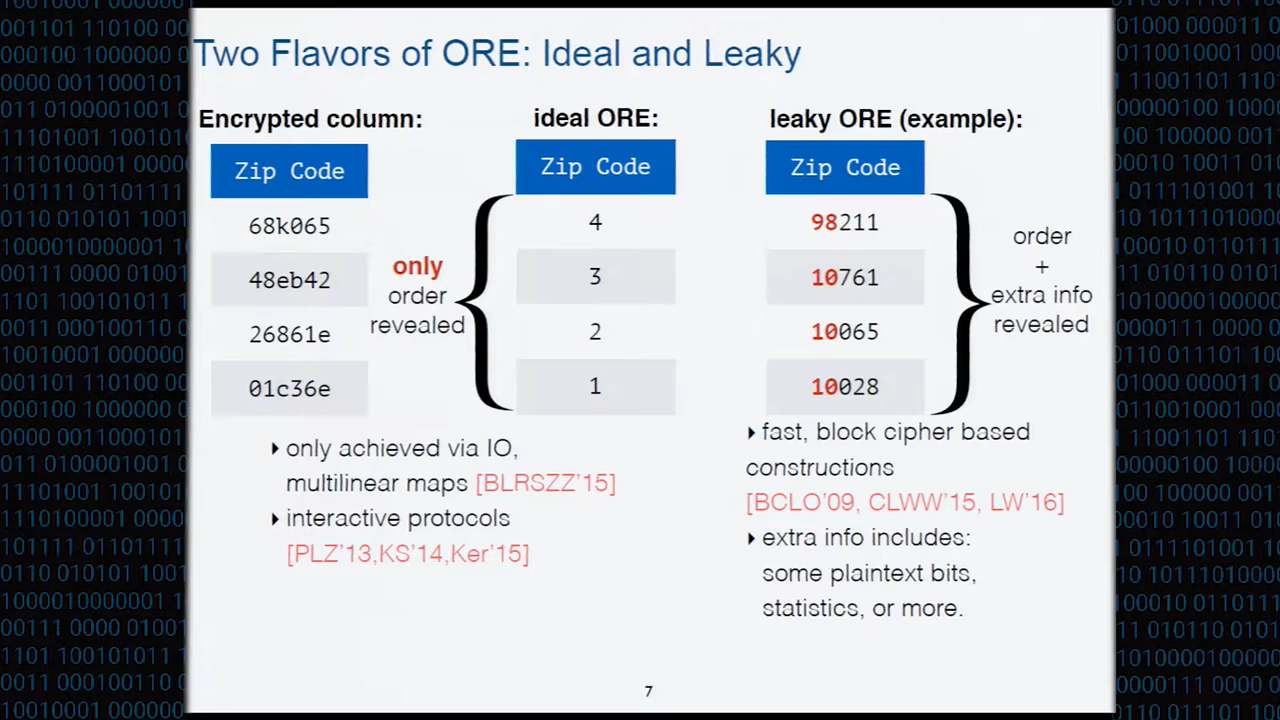 Two Flavors of ORE: Ideal and Leaky
Encrypted column:
Zip Code
68k065
48eb42
26861e
01c36e
only
order
revealed
ideal ORE:
Zip Code
4
3
2
1
leaky ORE (example):
Zip Code
98211
10761
10065
10028
order
+
extra info
revealed
‣ only achieved via IO,
multilinear maps [BLRSZZ'15]
‣ interactive protocols
[PLZ'13,KS'14,Ker'15]
‣ fast, block cipher based
constructions
[BCLO'09, CLWW'15, LW'16]
‣ extra info includes:
some plaintext bits,
statistics, or more.
7